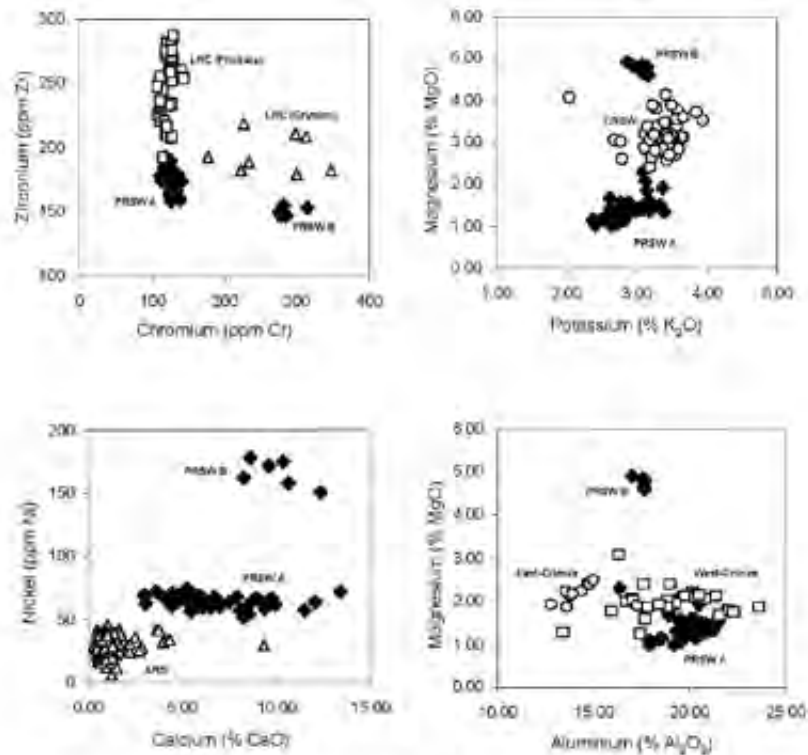 300
250
200
150
100
Zirconium (ppm Zr)
LRC
LRC
PRSW A
PRSW B
0
100
200
300
400
Chromium (ppm Cr)
6.00
5.00
4.00
3.00
2.00
1.00
0.00
Magnesium (% MgO)
PRSW B
PRSW A
1.00
2.00
3.00
4.00
5.00
Potassium (% K₂O)
200
150
100
50
0
Nickel (ppm Ni)
PRSW B
PRSW A
0.00
5.00
10.00
15.00
Calcium (% CaO)
6.00
5.00
4.00
3.00
2.00
1.00
0.00
Magnesium (% MgO)
PRSW B
East-Crimea
West-Crimea
PRSW A
10.00
15.00
20.00
25.00
Aluminium (% Al₂O₃)